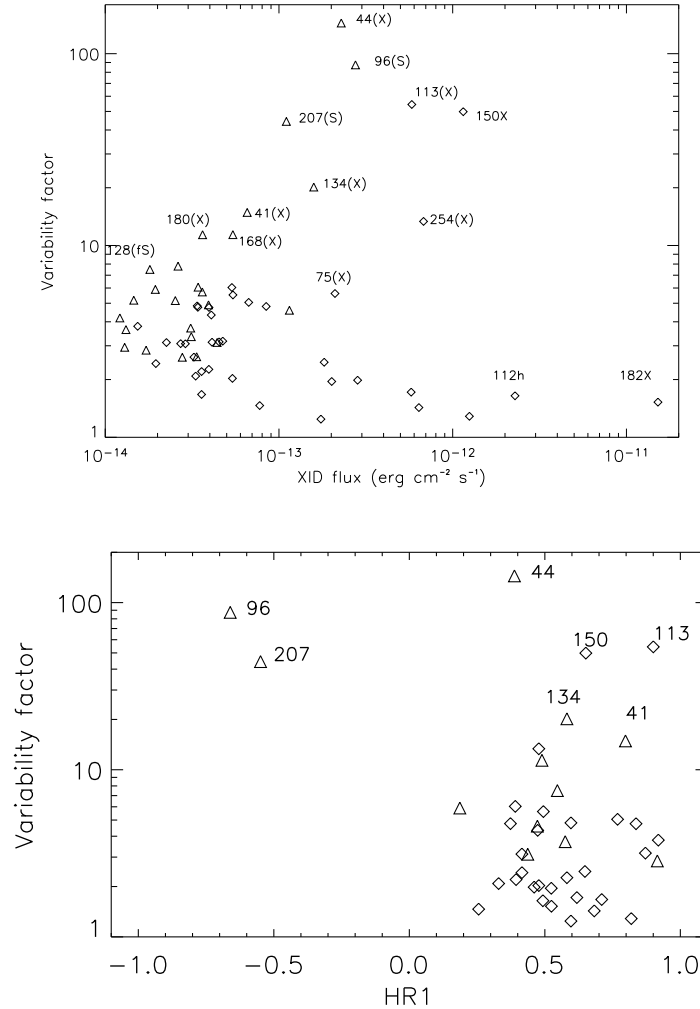 44(X)
100
96(S)
113(X)
150X
207(S)
134(X)
180(X)
41(X)
254(X)
168(X)
10
128(fS)
75(X)
112h
182X
1
Variability factor
10⁻¹⁴
10⁻¹³
10⁻¹²
10⁻¹¹
XID flux (erg cm⁻² s⁻¹)
44
100
96
207
150
113
134
41
10
1
Variability factor
−1.0
−0.5
0.0
0.5
1.0
HR1